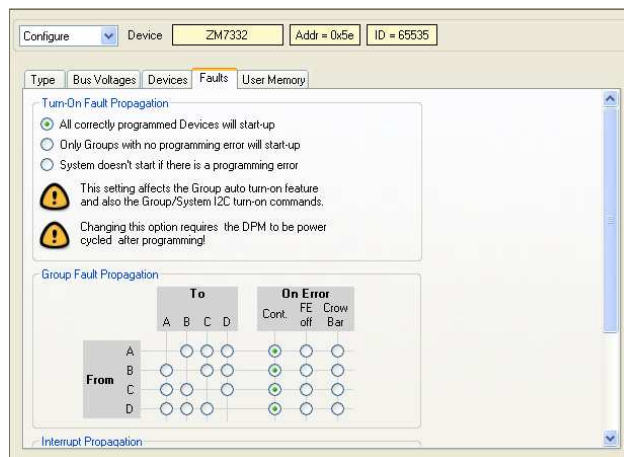 Configure Device ZM7332 Addr = 0x5e ID = 65535
Type Bus Voltages Devices Faults User Memory
Turn-On Fault Propagation
All correctly programmed Devices will start-up
Only Groups with no programming error will start-up
System doesn't start if there is a programming error
This setting affects the Group auto turn-on feature
and also the Group/System I2C turn-on commands.
Changing this option requires the DPM to be power
cycled after programming!
Group Fault Propagation
To On Error
A B C D Cont. FE off Crow Bar
A
B
From
C
D
Interrupt Propagation